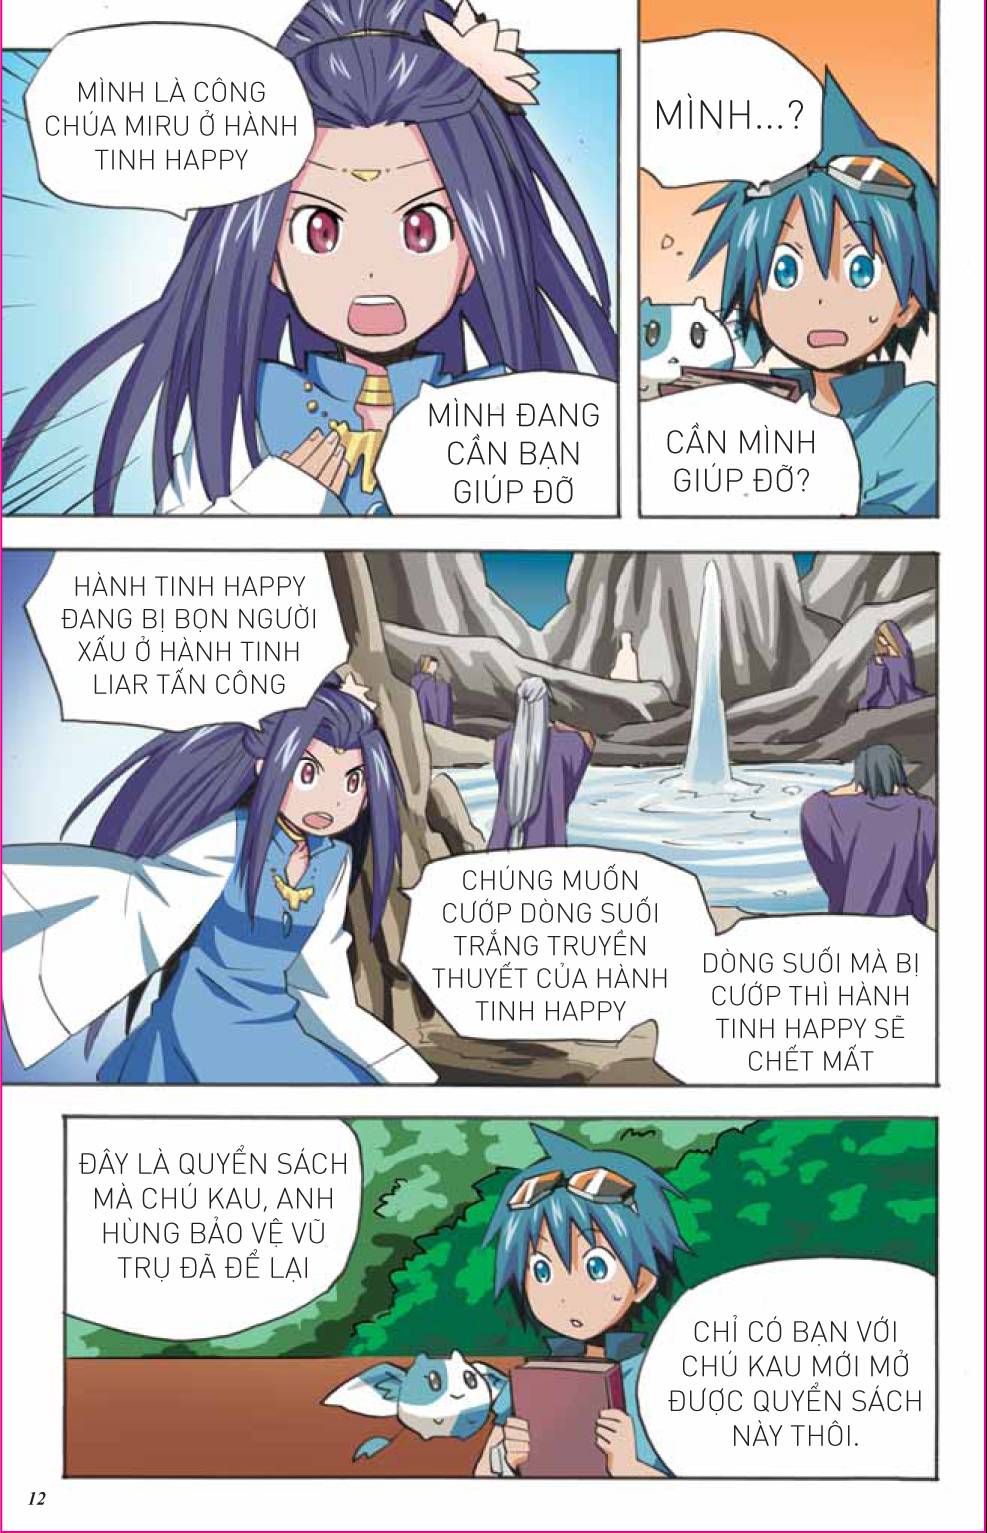 MÌNH LÀ CÔNG
CHÚA MIRU Ở HÀNH
TINH HAPPY
MÌNH ĐANG
CẦN BẠN
GIÚP ĐỠ
MÌNH...?
CẦN MÌNH
GIÚP ĐỠ?
HÀNH TINH HAPPY
ĐANG BỊ BỌN NGƯỜI
XẤU Ở HÀNH TINH
LIAR TẤN CÔNG
CHÚNG MUỐN
CƯỚP DÒNG SUỐI
TRẮNG TRUYỀN
THUYẾT CỦA HÀNH
TINH HAPPY
DÒNG SUỐI MÀ BỊ
CƯỚP THÌ HÀNH
TINH HAPPY SẼ
CHẾT MẤT
ĐÂY LÀ QUYỂN SÁCH
MÀ CHÚ KAU, ANH
HÙNG BẢO VỆ VŨ
TRỤ ĐÃ ĐỂ LẠI
CHỈ CÓ BẠN VỚI
CHÚ KAU MỚI MỞ
ĐƯỢC QUYỂN SÁCH
NÀY THÔI.
12